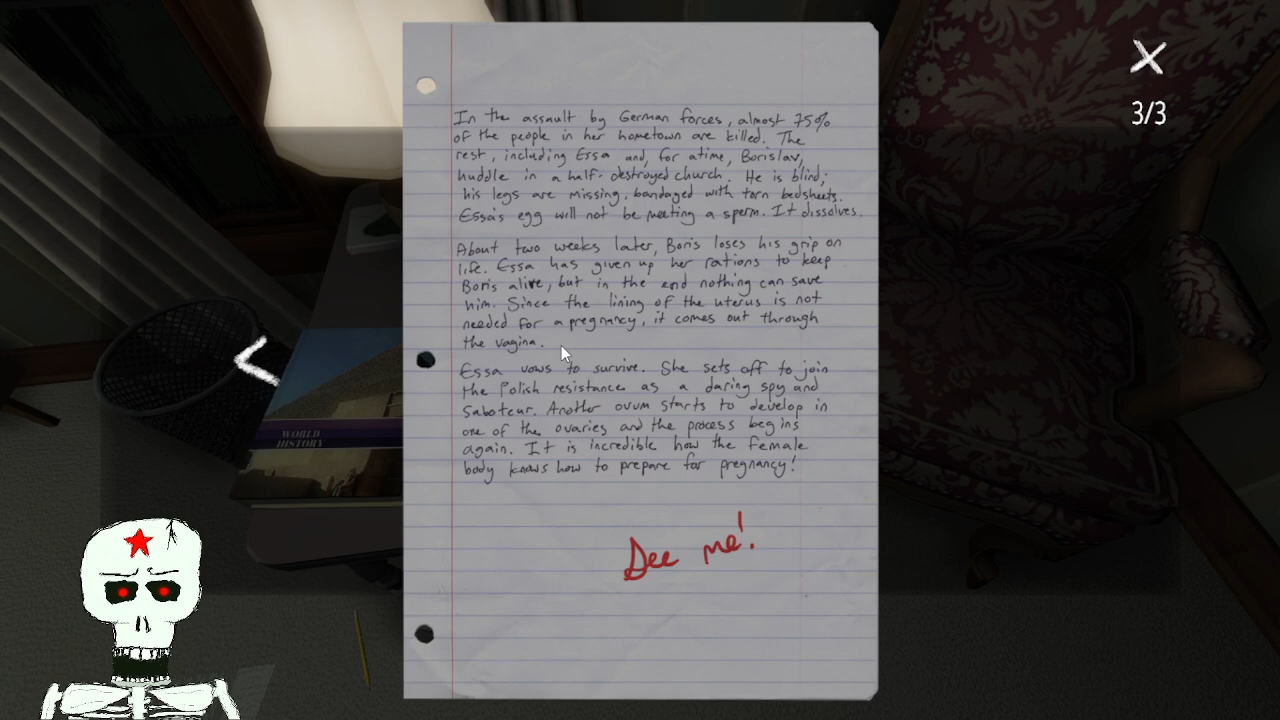 3/3
In the assault by German forces, almost 75%
of the people in her hometown are killed. The
rest, including Essa and, for atime, Borislav,
huddle in a half-destroyed church. He is blind;
his legs are missing, bandaged with torn bedsheets.
Essa's egg will not be meeting a sperm. It dissolves.
About two weeks later, Boris loses his grip on
life. Essa has given up her rations to keep
Boris alive, but in the end nothing can save
him. Since the lining of the uterus is not
needed for a pregnancy, it comes out through
the vagina.
Essa vows to survive. She sets off to join
the Polish resistance as a daring spy and
saboteur. Another ovum starts to develop in
one of the ovaries and the process begins
again. It is incredible how the female
body knows how to prepare for pregnancy!
See me!
WORLD
HISTORY